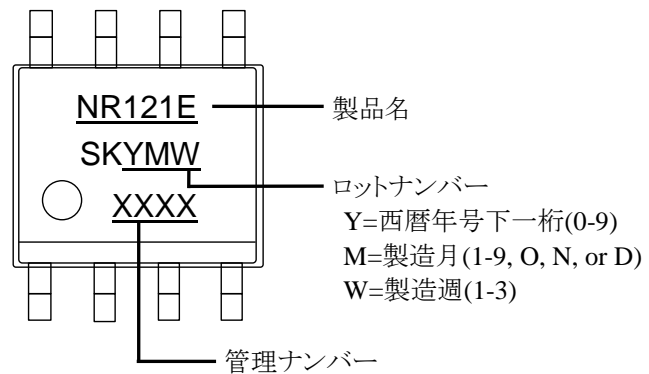 NR121E
製品名
SKYMW
ロットナンバー
XXXX
Y=西暦年号下一桁(0-9)
M=製造月(1-9, O, N, or D)
W=製造週(1-3)
管理ナンバー